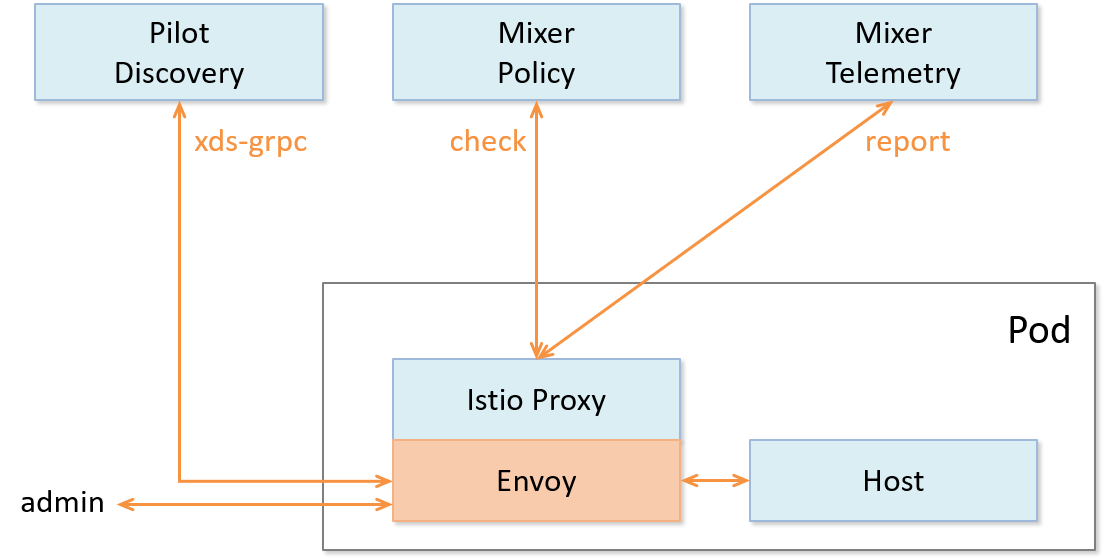 Pilot
Discovery
Mixer
Policy
Mixer
Telemetry
xds-grpc
check
report
Pod
Istio Proxy
Envoy
Host
admin